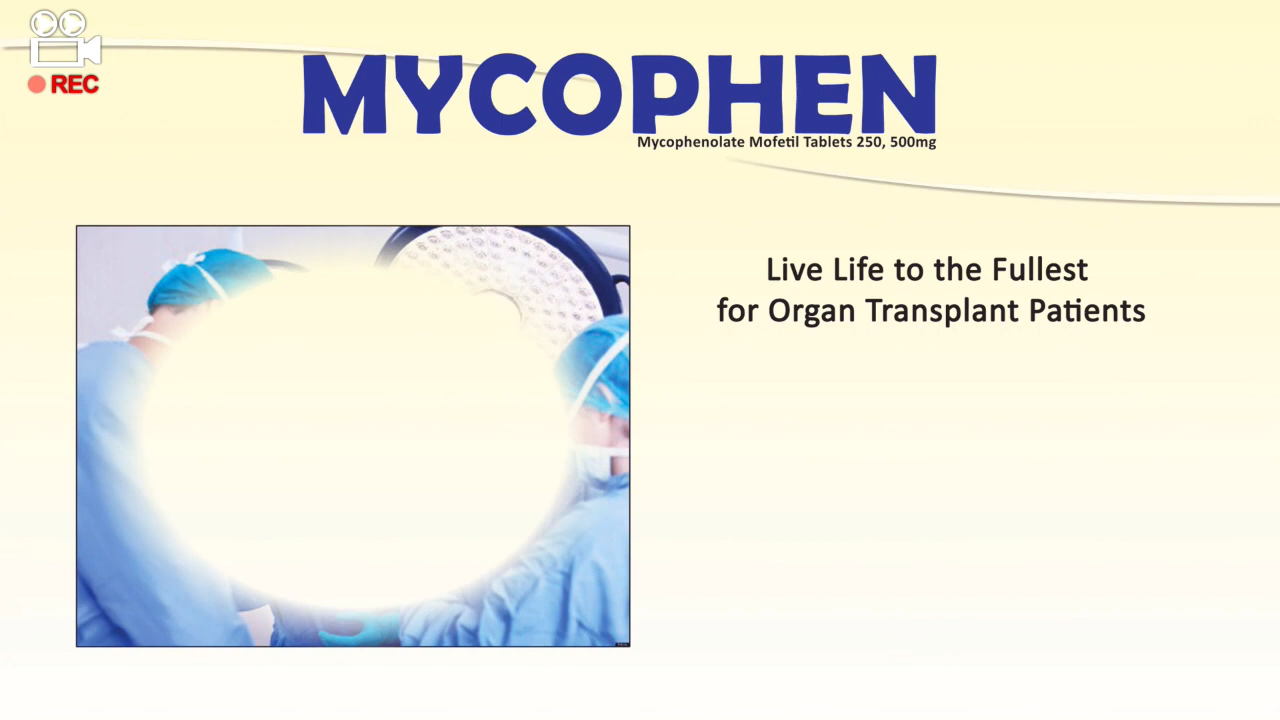 REC
MYCOPHEN
Mycophenolate Mofetil Tablets 250, 500mg
Live Life to the Fullest
for Organ Transplant Patients